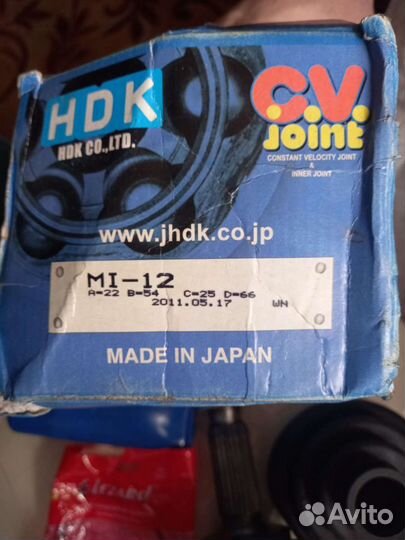 HDK
HDK CO.,LTD.
C.V.
Joint
CONSTANT VELOCITY JOINT
&
INNER JOINT
www.jhdk.co.jp
MI-12
A=22 B=54 C=25 D=66
2011.05.17 WN
MADE IN JAPAN
Avito